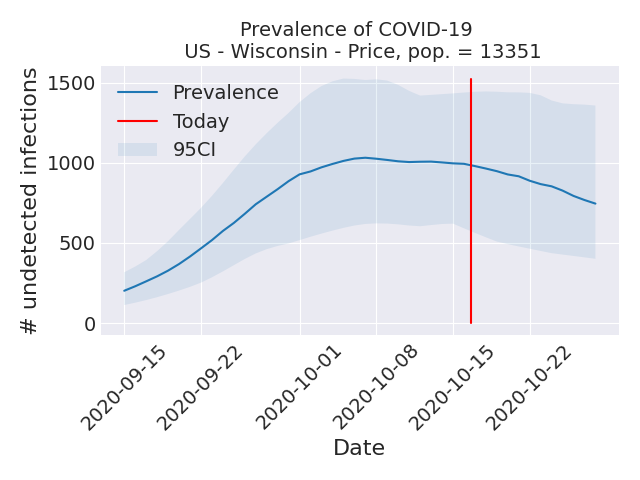 Prevalence of COVID-19
US - Wisconsin - Price, pop. = 13351
# undetected infections
1500
1000
500
0
Prevalence
Today
95CI
2020-09-15
2020-09-22
2020-10-01
2020-10-08
2020-10-15
2020-10-22
Date